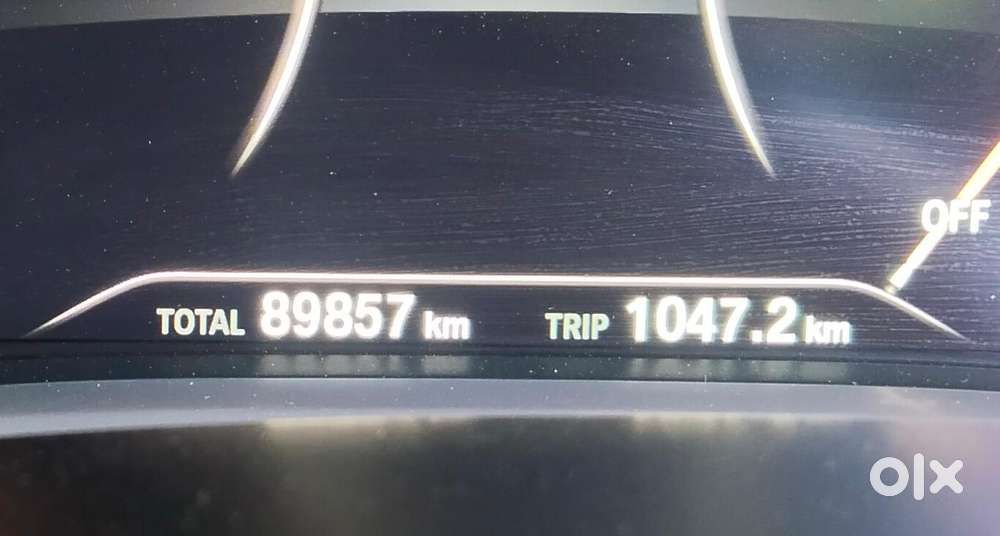 OFF
TOTAL 89857 km TRIP 1047.2 km
olx